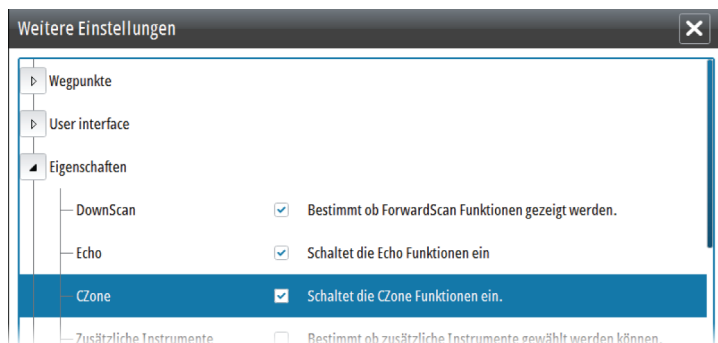 Weitere Einstellungen
Wegpunkte
User interface
Eigenschaften
DownScan Bestimmt ob ForwardScan Funktionen gezeigt werden.
Echo Schaltet die Echo Funktionen ein
CZone Schaltet die CZone Funktionen ein.
Zusätzliche Instrumente Bestimmt ob zusätzliche Instrumente gewählt werden können.